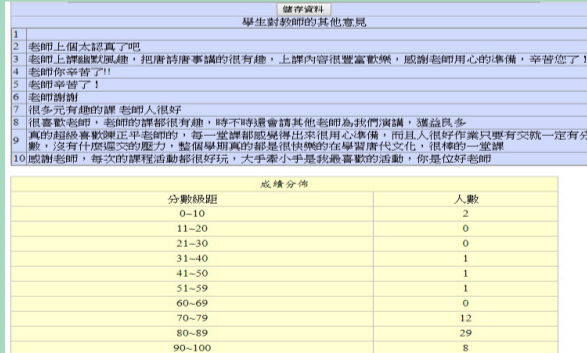 儲存資料
學生對教師的其他意見
1
2 老師上個太認真了吧
3 老師上課幽默風趣，把唐詩唐事講的很有趣，上課內容很豐富歡樂，感謝老師用心的準備，辛苦您了！
4 老師你辛苦了!!
5 老師辛苦了！
6 老師謝謝
7 很多元有趣的課 老師人很好
8 很喜歡老師，老師的課都很有趣，時不時還會請其他老師為我們演講，獲益良多
9 真的超級喜歡陳正平老師的，每一堂課都感覺得出來很用心準備，而且人很好作業只要有交就一定有分
數，沒有什麼遲交的壓力，整個學期真的都是很快樂的在學習唐代文化，很棒的一堂課
10 感謝老師，每次的課程活動都很好玩，大手牽小手是我最喜歡的活動，你是位好老師
成績分佈
分數級距 人數
0~10 2
11~20 0
21~30 0
31~40 1
41~50 1
51~59 1
60~69 0
70~79 12
80~89 29
90~100 8